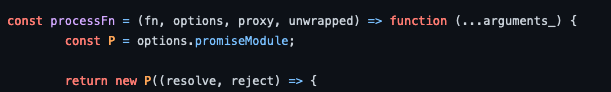 const processFn = (fn, options, proxy, unwrapped) => function (...arguments_) {
const P = options.promiseModule;
return new P((resolve, reject) => {